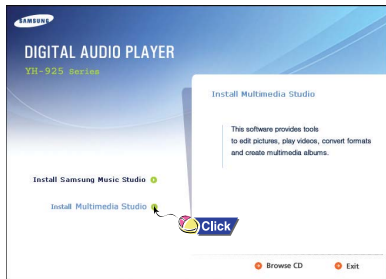 SAMSUNG
DIGITAL AUDIO PLAYER
YH-925 Series
Install Multimedia Studio
This software provides tools
to edit pictures, play videos, convert formats
and create multimedia albums.
Install Samsung Music Studio
Install Multimedia Studio
Click
Browse CD
Exit